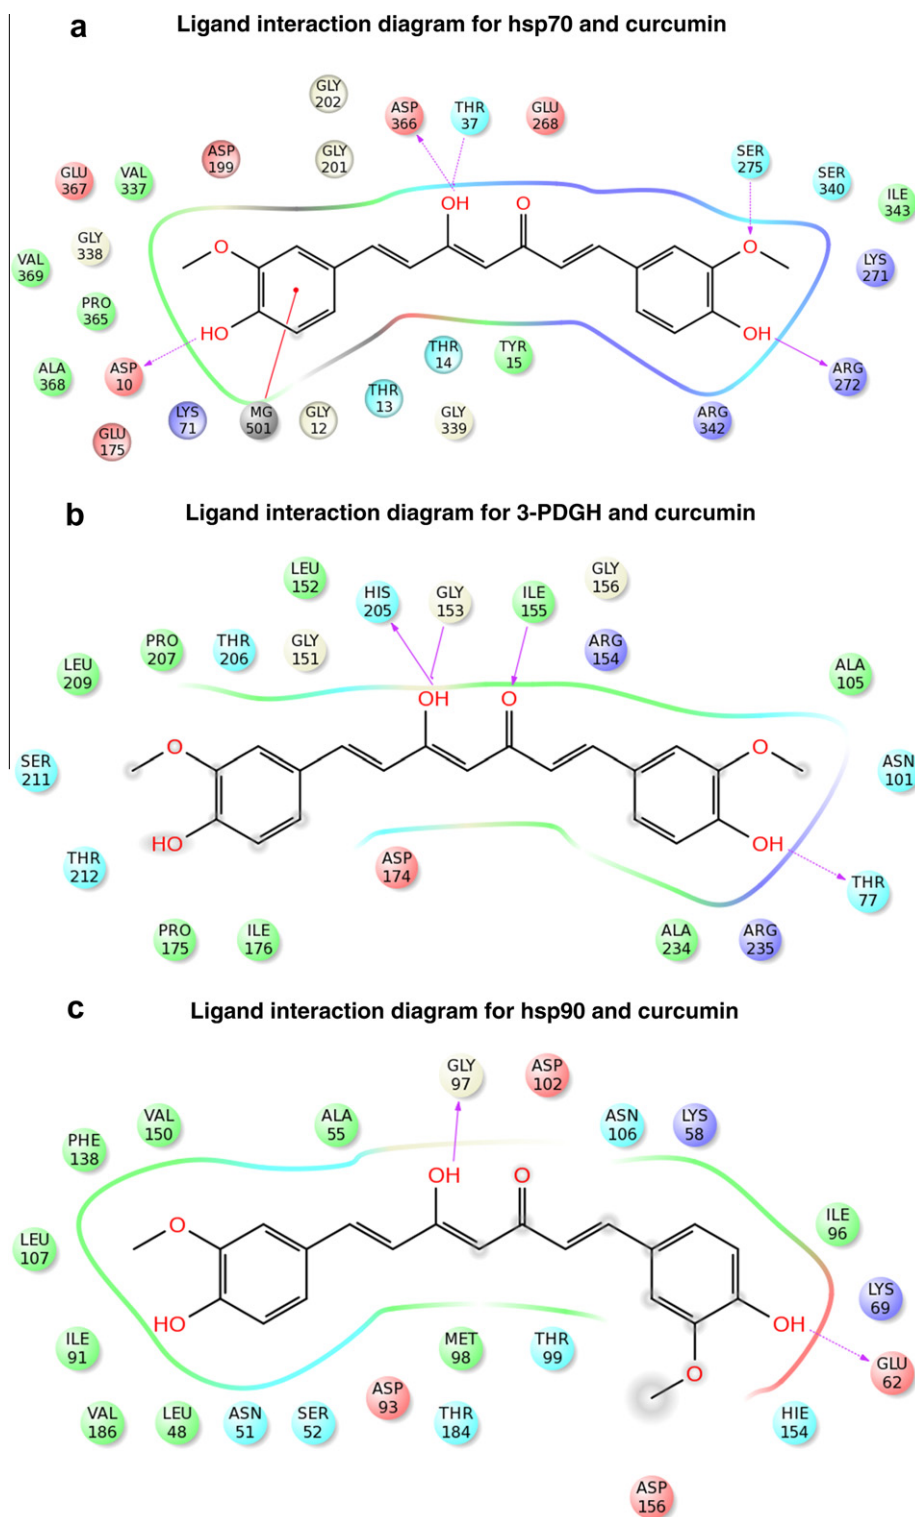 a
Ligand interaction diagram for hsp70 and curcumin
GLY
202
ASP
366
THR
37
GLU
268
ASP
199
GLY
201
SER
275
GLU
367
VAL
337
SER
340
ILE
343
OH
O
GLY
338
O
O
LYS
271
VAL
369
PRO
365
HO
OH
THR
14
TYR
15
ALA
368
ASP
10
ARG
272
THR
13
LYS
71
MG
501
GLY
12
GLY
339
ARG
342
GLU
175
b
Ligand interaction diagram for 3-PDGH and curcumin
LEU
152
HIS
205
GLY
153
ILE
155
GLY
156
PRO
207
THR
206
GLY
151
ARG
154
LEU
209
ALA
105
OH
O
SER
211
O
O
ASN
101
HO
OH
THR
212
ASP
174
THR
77
PRO
175
ILE
176
ALA
234
ARG
235
c
Ligand interaction diagram for hsp90 and curcumin
GLY
97
ASP
102
VAL
150
ALA
55
ASN
106
LYS
58
PHE
138
OH
O
LEU
107
O
ILE
96
LYS
69
HO
OH
ILE
91
MET
98
THR
99
GLU
62
O
ASP
93
VAL
186
LEU
48
ASN
51
SER
52
THR
184
HIE
154
ASP
156